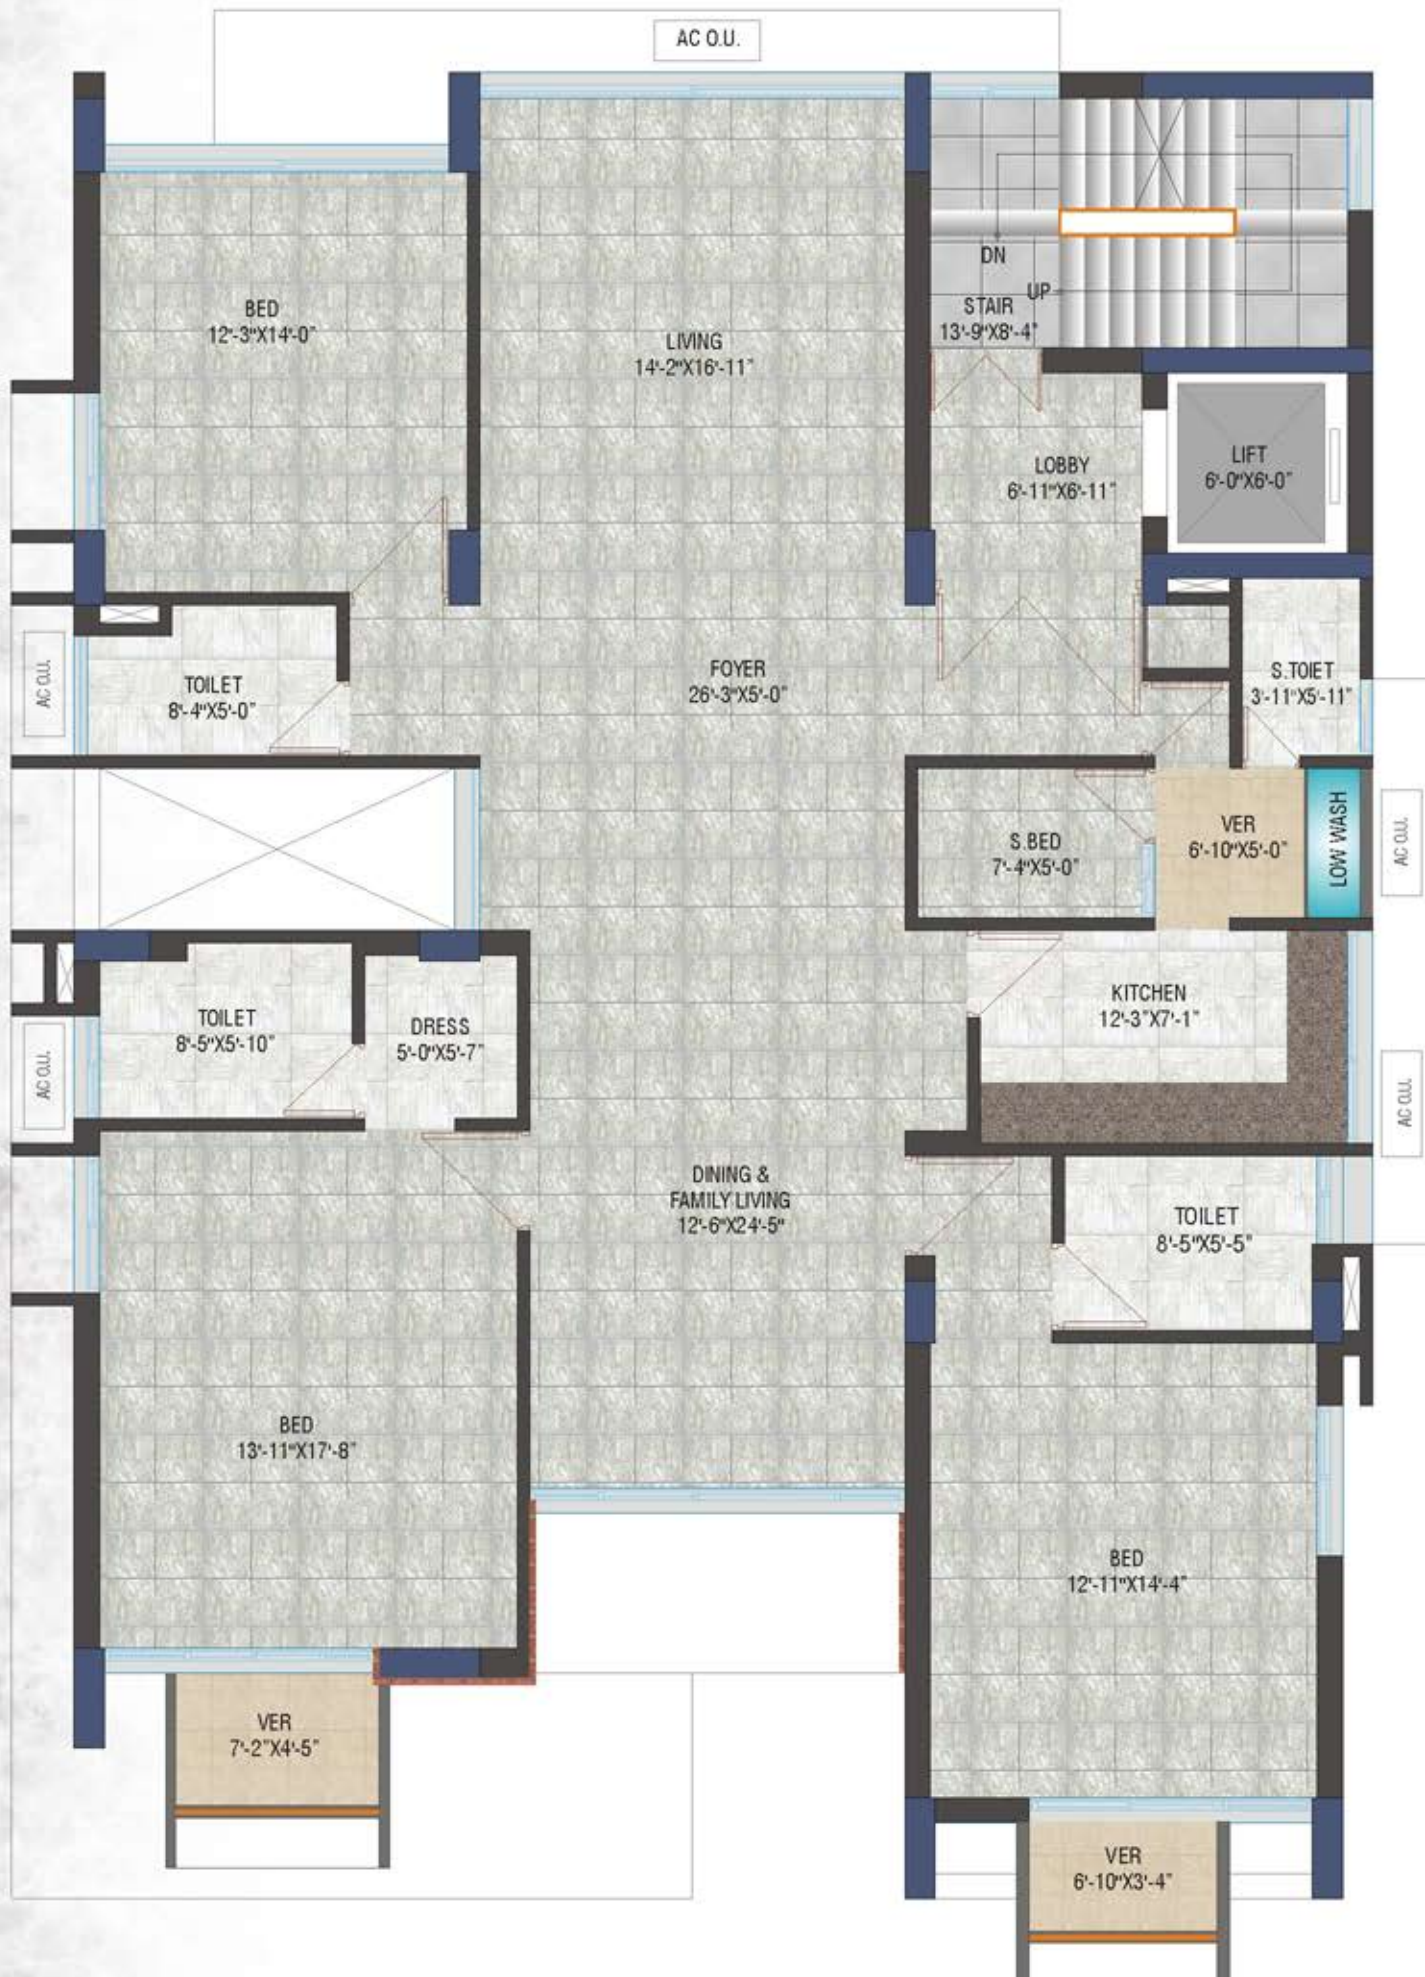 AC O.U.
DN
UP
STAIR
13'-9"X8'-4"
BED
12'-3"X14'-0"
LIVING
14'-2"X16'-11"
LOBBY
6'-11"X6'-11"
LIFT
6'-0"X6'-0"
AC O.U.
TOILET
8'-4"X5'-0"
FOYER
26'-3"X5'-0"
S.TOIET
3'-11"X5'-11"
S.BED
7'-4"X5'-0"
VER
6'-10"X5'-0"
LOW WASH
AC O.U.
TOILET
8'-5"X5'-10"
DRESS
5'-0"X5'-7"
KITCHEN
12'-3"X7'-1"
AC O.U.
AC O.U.
DINING &
FAMILY LIVING
12'-6"X24'-5"
TOILET
8'-5"X5'-5"
BED
13'-11"X17'-8"
BED
12'-11"X14'-4"
VER
7'-2"X4'-5"
VER
6'-10"X3'-4"